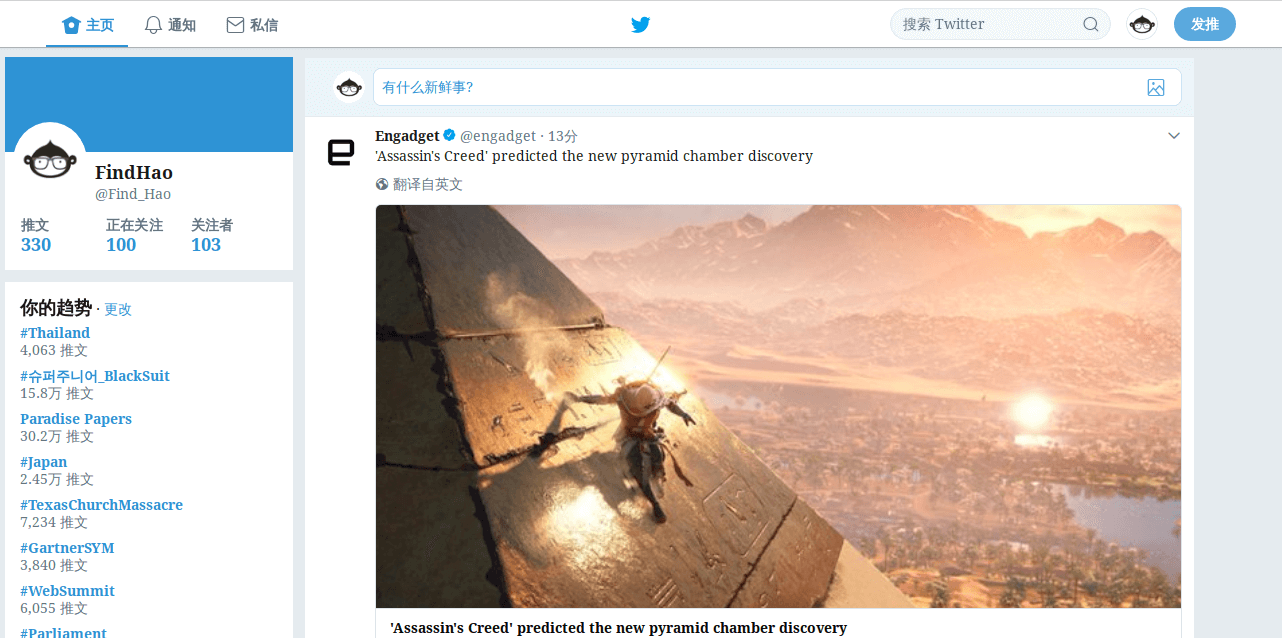 主页 通知 私信 搜索 Twitter 发推
FindHao
@Find_Hao
推文 正在关注 关注者
330 100 103
你的趋势 · 更改
#Thailand
4,063 推文
#슈퍼주니어_BlackSuit
15.8万 推文
Paradise Papers
30.2万 推文
#Japan
2.45万 推文
#TexasChurchMassacre
7,234 推文
#GartnerSYM
3,840 推文
#WebSummit
6,055 推文
#Parliament
有什么新鲜事?
Engadget @engadget · 13分
'Assassin's Creed' predicted the new pyramid chamber discovery
翻译自英文
'Assassin's Creed' predicted the new pyramid chamber discovery